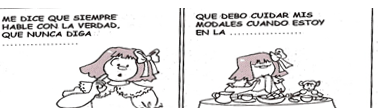 ME DICE QUE SIEMPRE
HABLE CON LA VERDAD,
QUE NUNCA DIGA
...................
QUE DEBO CUIDAR MIS
MODALES CUANDO ESTOY
EN LA ..................